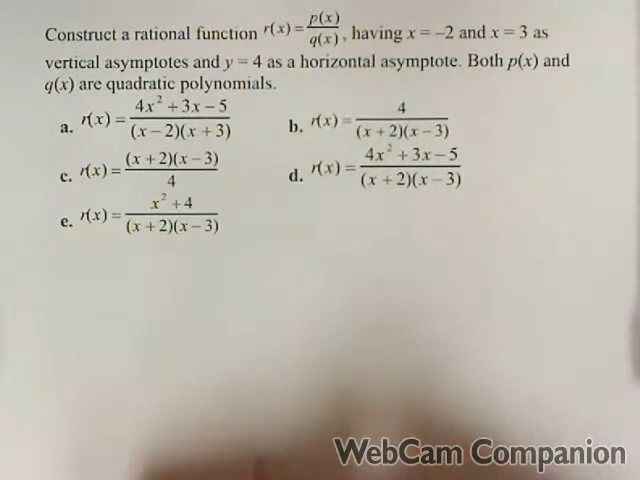 Construct a rational function r(x) = p(x)/q(x), having x = −2 and x = 3 as
vertical asymptotes and y = 4 as a horizontal asymptote. Both p(x) and
q(x) are quadratic polynomials.
a. r(x) = (4x² + 3x − 5)/((x − 2)(x + 3)) b. r(x) = 4/((x + 2)(x − 3))
c. r(x) = ((x + 2)(x − 3))/4 d. r(x) = (4x² + 3x − 5)/((x + 2)(x − 3))
e. r(x) = (x² + 4)/((x + 2)(x − 3))
WebCam Companion